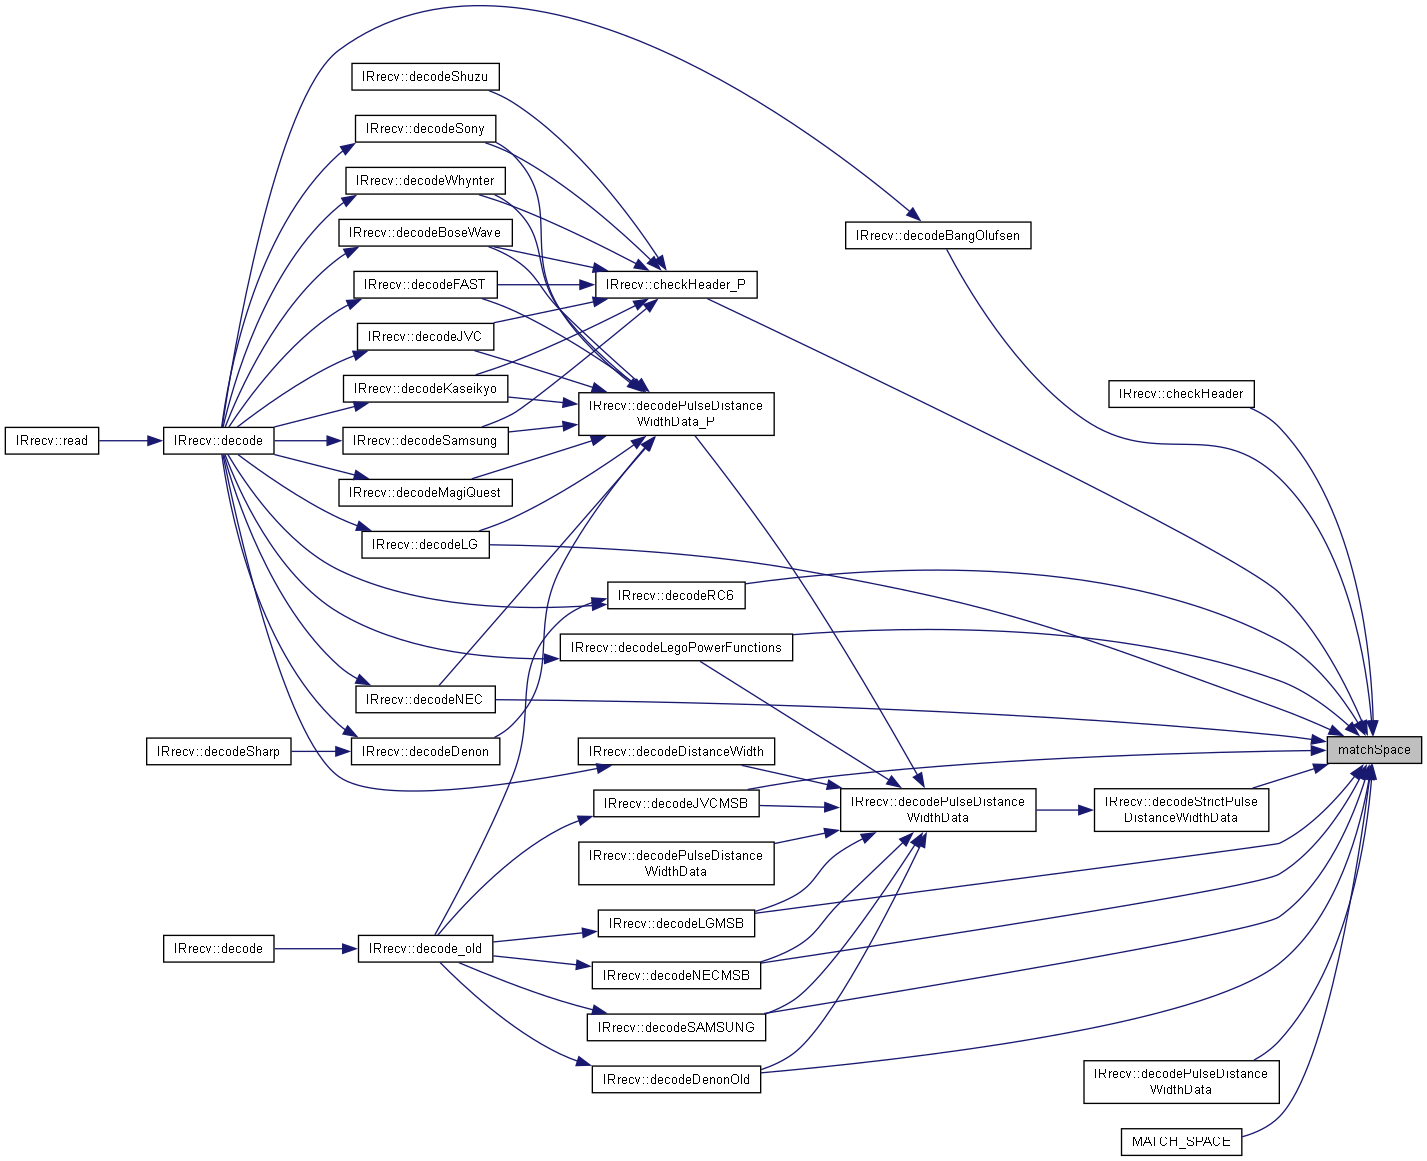 IRrecv::decodeShuzu
IRrecv::decodeSony
IRrecv::decodeWhynter
IRrecv::decodeBoseWave
IRrecv::decodeBangOlufsen
IRrecv::decodeFAST
IRrecv::checkHeader_P
IRrecv::decodeJVC
IRrecv::decodeKaseikyo
IRrecv::checkHeader
IRrecv::decodePulseDistance
WidthData_P
IRrecv::read
IRrecv::decode
IRrecv::decodeSamsung
IRrecv::decodeMagiQuest
IRrecv::decodeLG
IRrecv::decodeRC6
IRrecv::decodeLegoPowerFunctions
IRrecv::decodeNEC
IRrecv::decodeSharp
IRrecv::decodeDenon
IRrecv::decodeDistanceWidth
matchSpace
IRrecv::decodeJVCMSB
IRrecv::decodePulseDistance
WidthData
IRrecv::decodeStrictPulse
DistanceWidthData
IRrecv::decodePulseDistance
WidthData
IRrecv::decodeLGMSB
IRrecv::decode
IRrecv::decode_old
IRrecv::decodeNECMSB
IRrecv::decodeSAMSUNG
IRrecv::decodeDenonOld
IRrecv::decodePulseDistance
WidthData
MATCH_SPACE